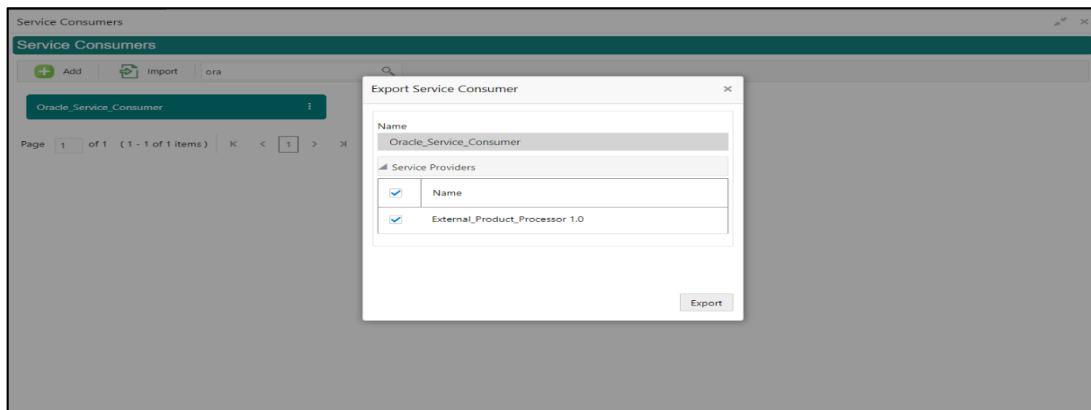 Service Consumers
Service Consumers
Add Import ora
Oracle_Service_Consumer
Page 1 of 1 (1 - 1 of 1 items) K < 1 > >|
Export Service Consumer
Name
Oracle_Service_Consumer
Service Providers
Name
External_Product_Processor 1.0
Export